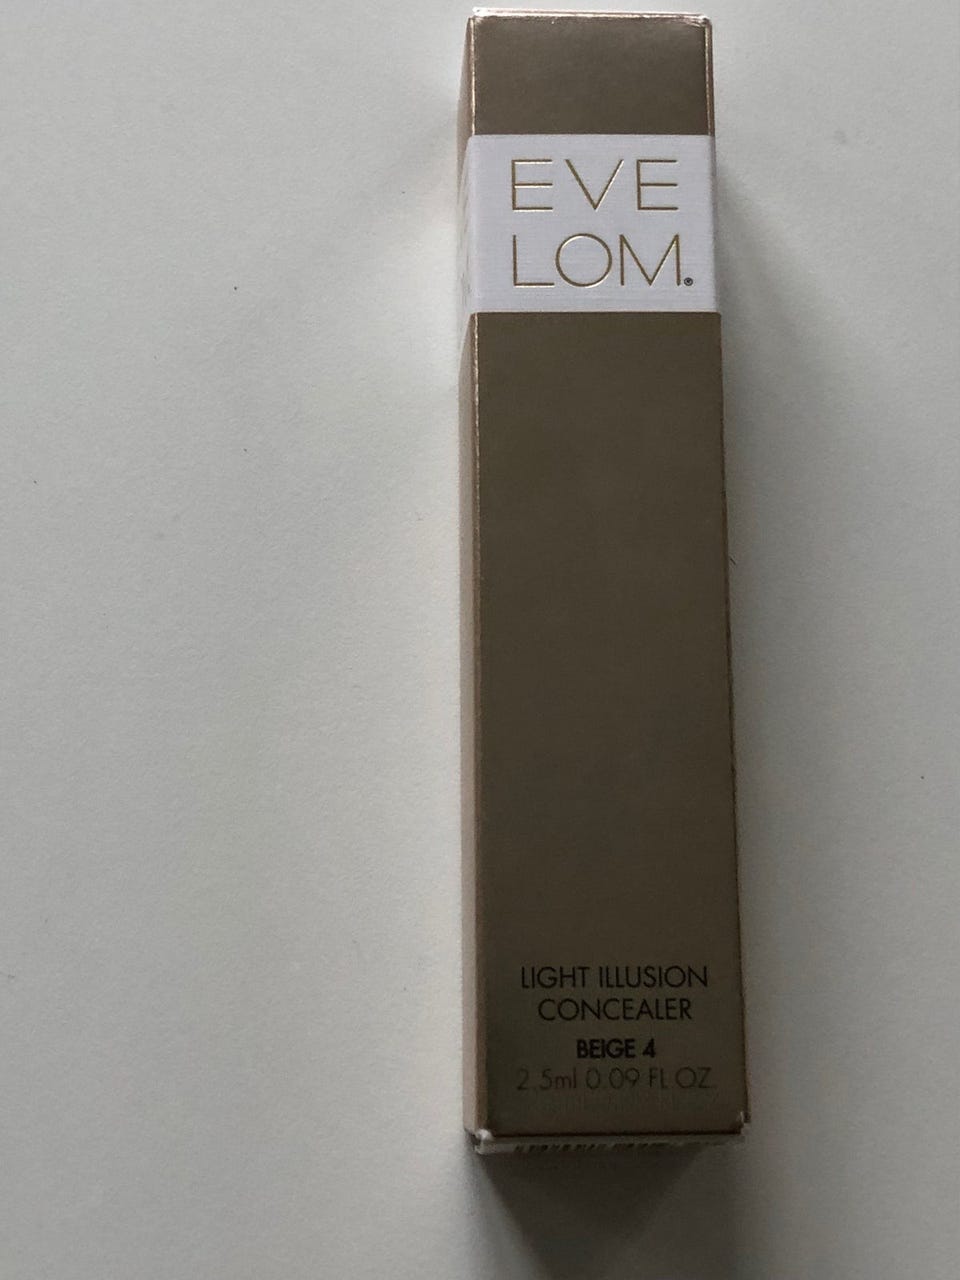 EVE
LOM®
LIGHT ILLUSION
CONCEALER
BEIGE 4
2.5ml 0.09 FL OZ.